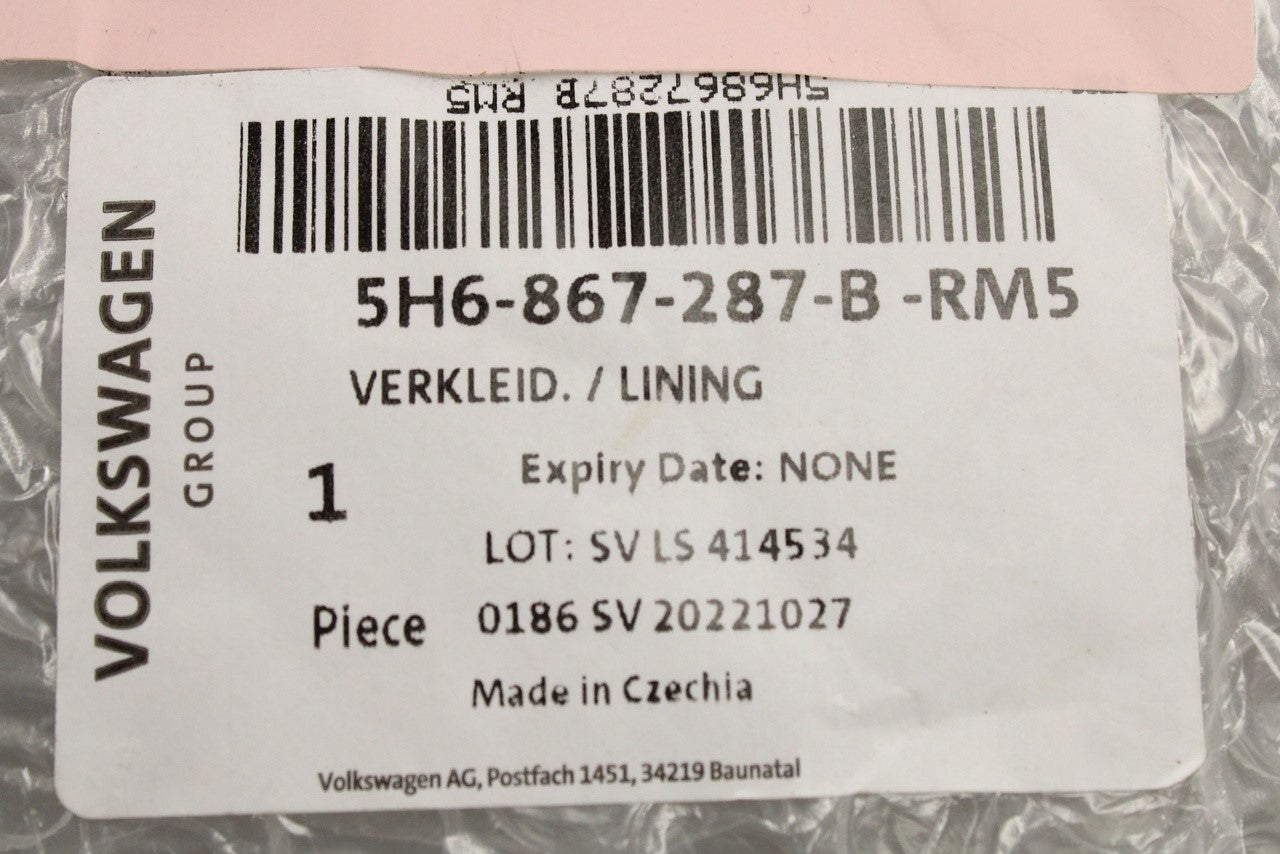 5H6867287B RM5
5H6-867-287-B -RM5
VERKLEID. / LINING
1
Expiry Date: NONE
LOT: SV LS 414534
Piece
0186 SV 20221027
Made in Czechia
Volkswagen AG, Postfach 1451, 34219 Baunatal
VOLKSWAGEN
GROUP